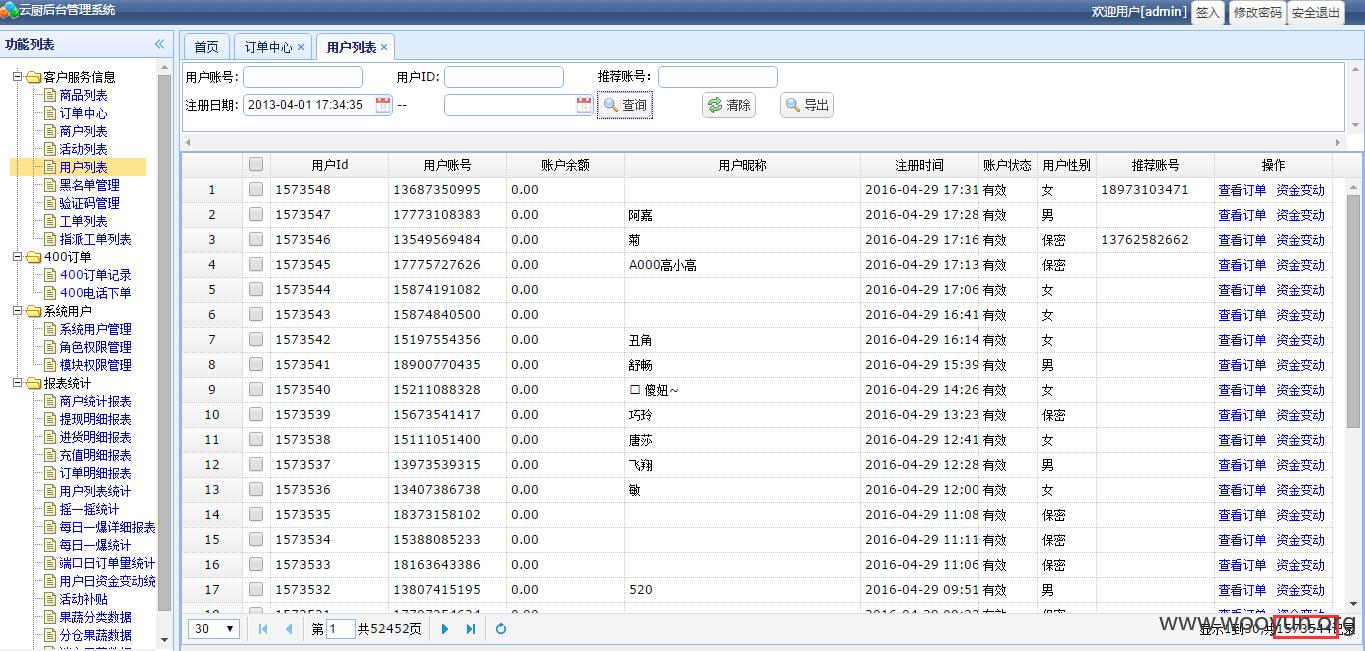 云厨后台管理系统 欢迎用户[admin] 签入 修改密码 安全退出
功能列表
客户服务信息
商品列表
订单中心
商户列表
活动列表
用户列表
黑名单管理
验证码管理
工单列表
指派工单列表
400订单
400订单记录
400电话下单
系统用户
系统用户管理
角色权限管理
模块权限管理
报表统计
商户统计报表
提现明细报表
进货明细报表
充值明细报表
订单明细报表
用户列表统计
摇一摇统计
每日一爆详细报表
每日一爆统计
端口日订单量统计
用户日资金变动统
活动补贴
果蔬分类数据
分仓果蔬数据
首页 订单中心 × 用户列表 ×
用户账号: 用户ID: 推荐账号:
注册日期: 2013-04-01 17:34:35 -- 查询 清除 导出
用户Id 用户账号 账户余额 用户昵称 注册时间 账户状态 用户性别 推荐账号 操作
1 1573548 13687350995 0.00 2016-04-29 17:31 有效 女 18973103471 查看订单 资金变动
2 1573547 17773108383 0.00 阿嘉 2016-04-29 17:28 有效 男 查看订单 资金变动
3 1573546 13549569484 0.00 菊 2016-04-29 17:16 有效 保密 13762582662 查看订单 资金变动
4 1573545 17775727626 0.00 A000高小高 2016-04-29 17:13 有效 保密 查看订单 资金变动
5 1573544 15874191082 0.00 2016-04-29 17:06 有效 女 查看订单 资金变动
6 1573543 15874840500 0.00 2016-04-29 16:41 有效 女 查看订单 资金变动
7 1573542 15197554356 0.00 丑角 2016-04-29 16:14 有效 女 查看订单 资金变动
8 1573541 18900770435 0.00 舒畅 2016-04-29 15:39 有效 男 查看订单 资金变动
9 1573540 15211088328 0.00 □ 傻妞~ 2016-04-29 14:26 有效 女 查看订单 资金变动
10 1573539 15673541417 0.00 巧玲 2016-04-29 13:23 有效 保密 查看订单 资金变动
11 1573538 15111051400 0.00 唐莎 2016-04-29 12:41 有效 女 查看订单 资金变动
12 1573537 13973539315 0.00 飞翔 2016-04-29 12:28 有效 男 查看订单 资金变动
13 1573536 13407386738 0.00 敏 2016-04-29 12:00 有效 女 查看订单 资金变动
14 1573535 18373158102 0.00 2016-04-29 11:08 有效 保密 查看订单 资金变动
15 1573534 15388085233 0.00 2016-04-29 11:11 有效 保密 查看订单 资金变动
16 1573533 18163643386 0.00 2016-04-29 11:06 有效 保密 查看订单 资金变动
17 1573532 13807415195 0.00 520 2016-04-29 09:51 有效 男 查看订单 资金变动
30 第 1 共52452页 显示1到30,共1573544记录
www.wooyun.org